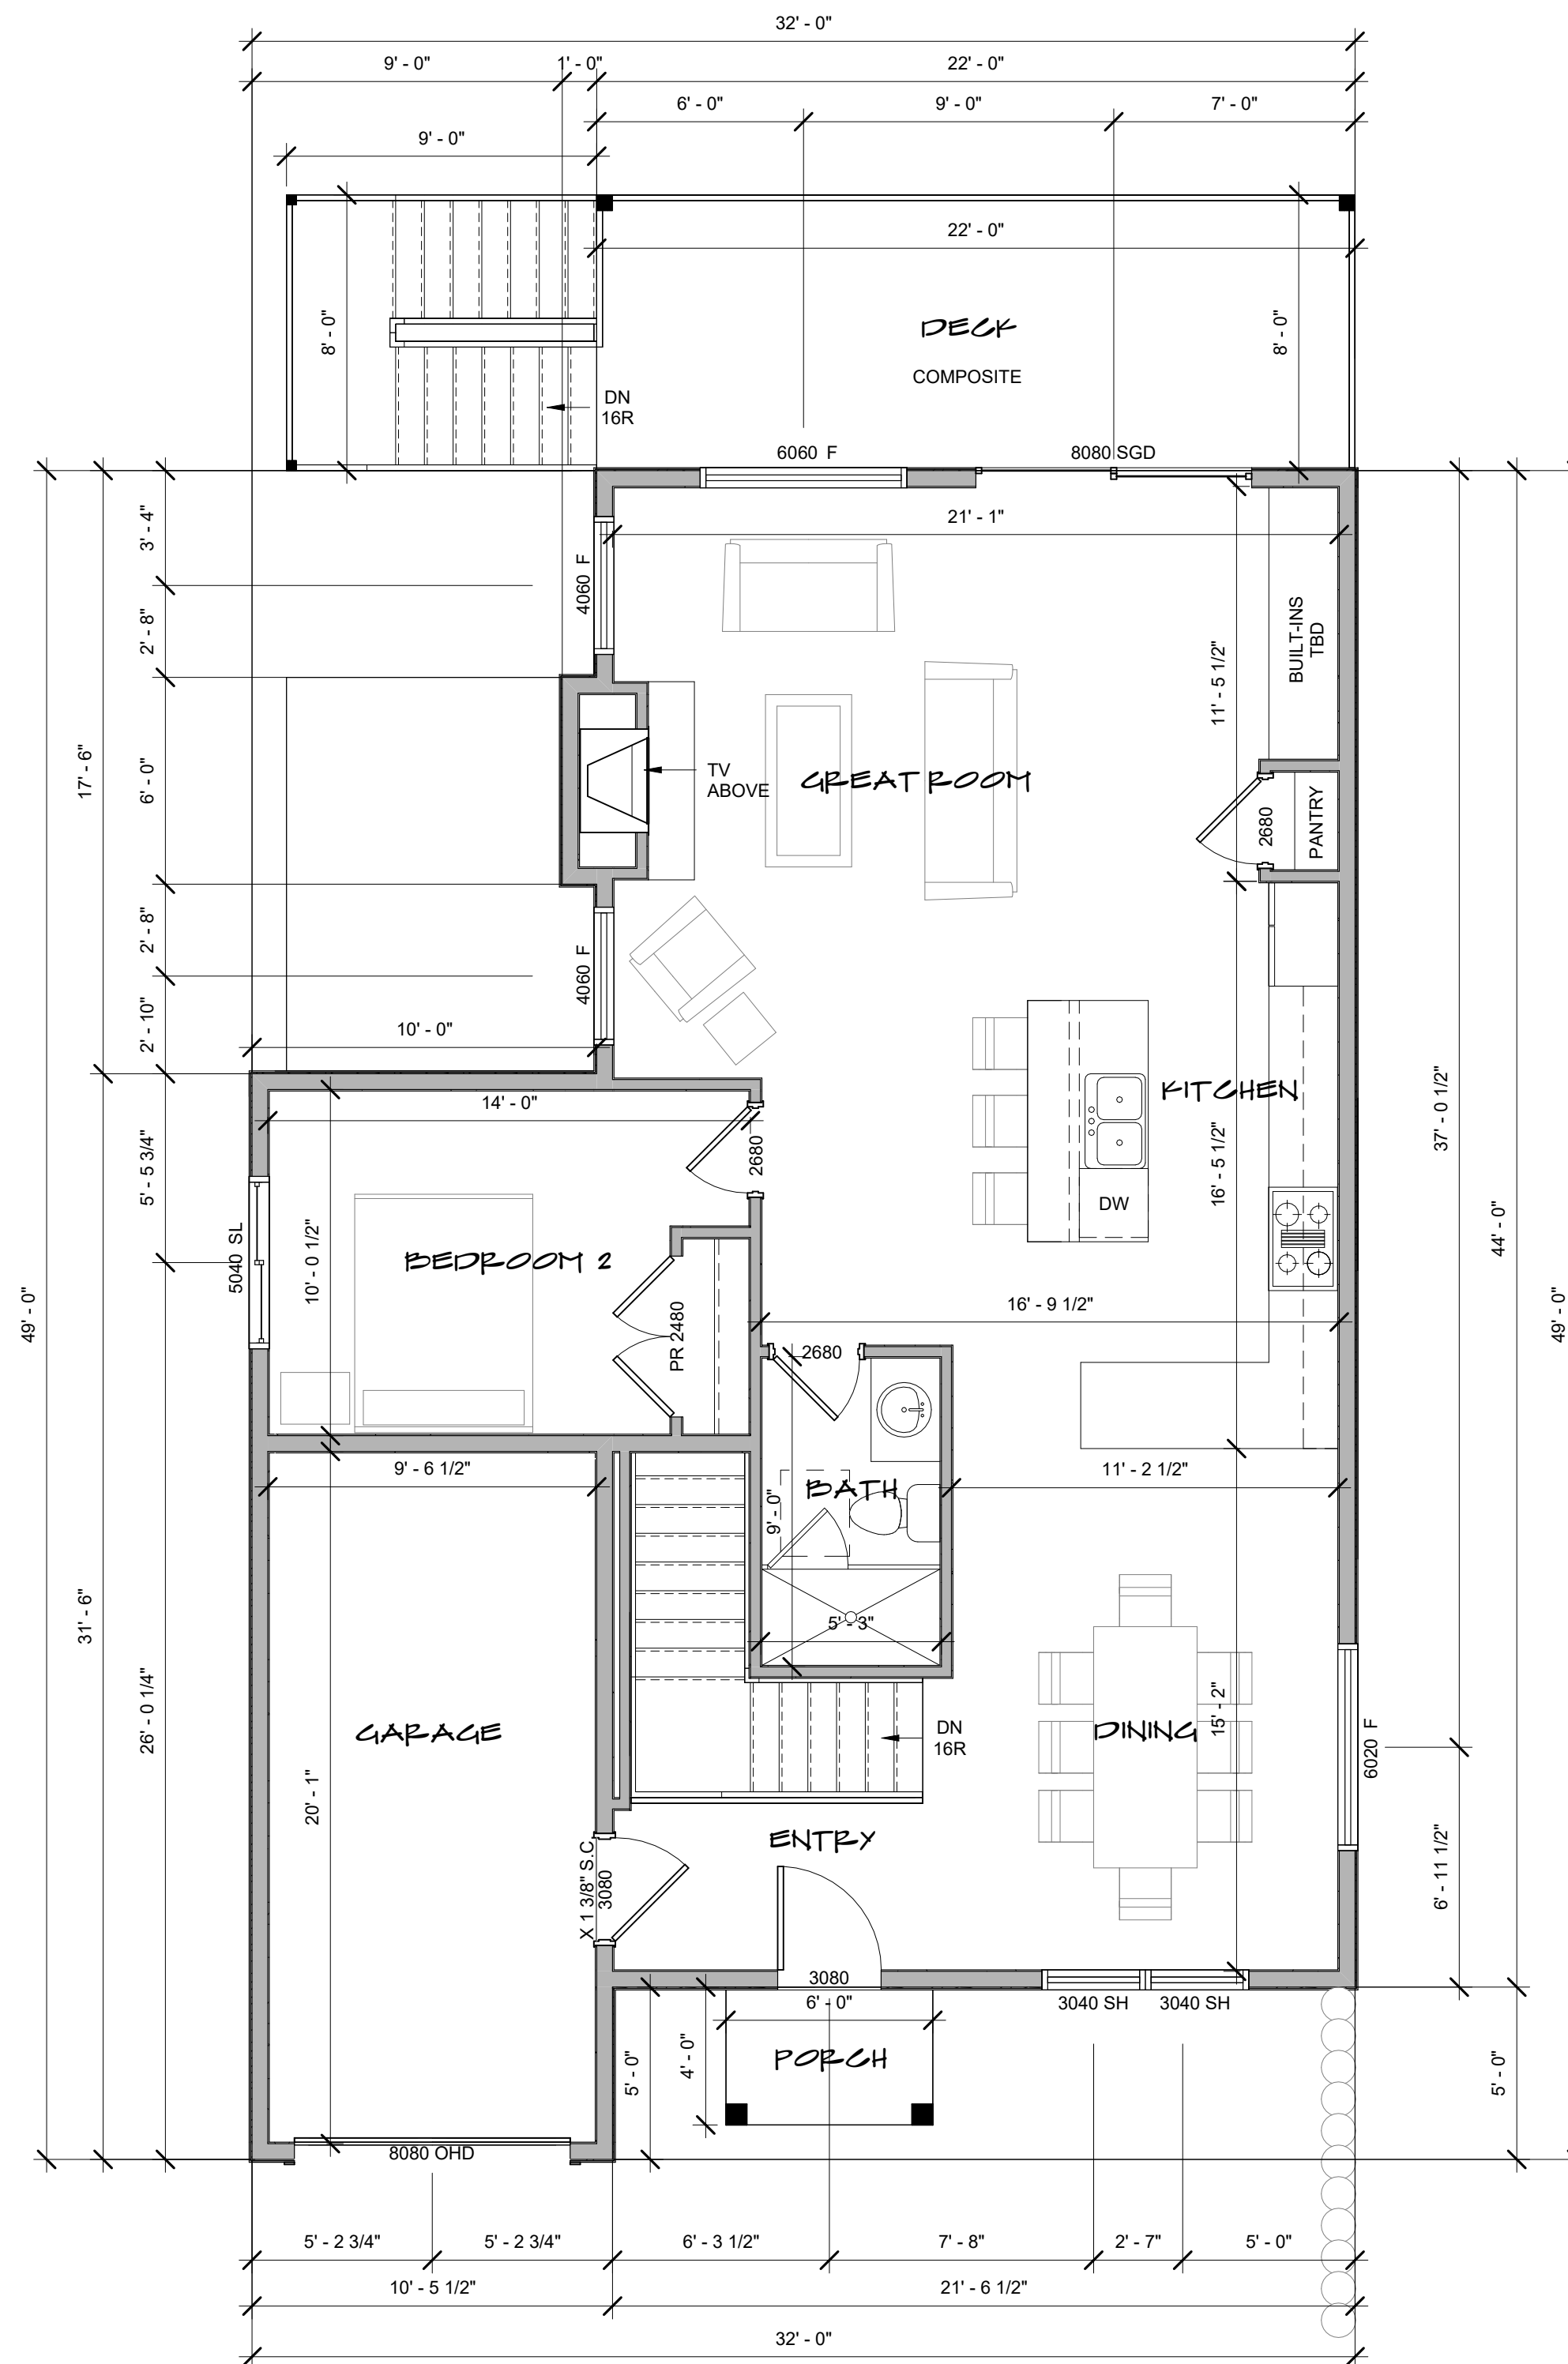 32' - 0"
9' - 0"
1' - 0"
22' - 0"
6' - 0"
9' - 0"
7' - 0"
9' - 0"
22' - 0"
8' - 0"
8' - 0"
DECK
COMPOSITE
DN
16R
6060 F
8080 SGD
21' - 1"
3' - 4"
4060 F
2' - 8"
BUILT-INS
TBD
11' - 5 1/2"
17' - 6"
6' - 0"
TV
ABOVE
GREAT ROOM
2680
PANTRY
2' - 8"
4060 F
2' - 10"
10' - 0"
KITCHEN
37' - 0 1/2"
14' - 0"
5' - 5 3/4"
2680
16' - 5 1/2"
DW
44' - 0"
5040 SL
10' - 0 1/2"
BEDROOM 2
49' - 0"
49' - 0"
16' - 9 1/2"
PR 2480
2680
9' - 6 1/2"
11' - 2 1/2"
BATH
9' - 0"
31' - 6"
5' - 3"
26' - 0 1/4"
GARAGE
20' - 1"
DN
16R
DINING
15' - 2"
6020 F
ENTRY
X 1 3/8" S.C.
3080
6' - 11 1/2"
3080
6' - 0"
3040 SH
3040 SH
5' - 0"
4' - 0"
PORCH
5' - 0"
8080 OHD
5' - 2 3/4"
5' - 2 3/4"
6' - 3 1/2"
7' - 8"
2' - 7"
5' - 0"
10' - 5 1/2"
21' - 6 1/2"
32' - 0"